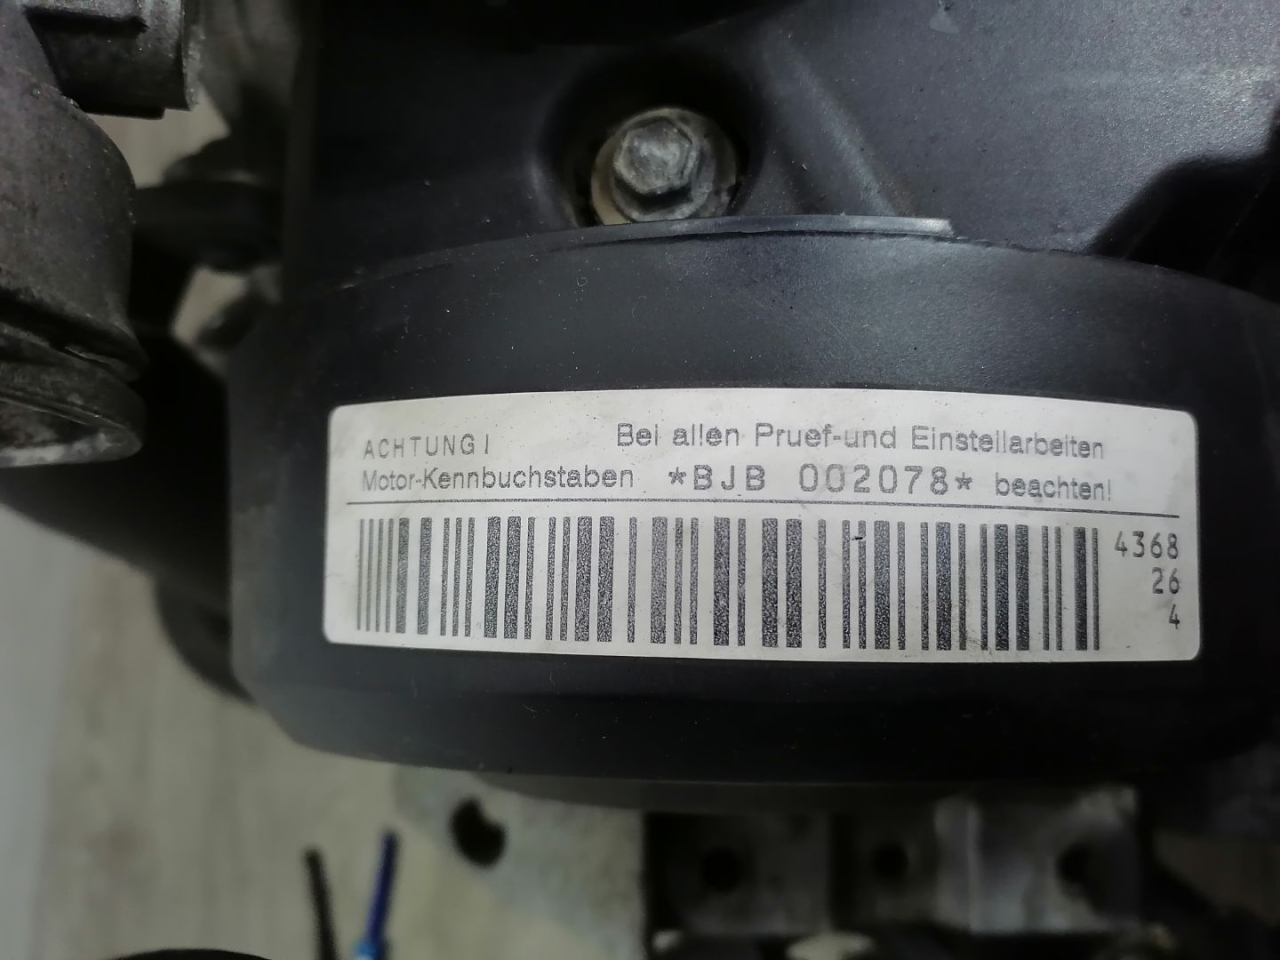 ACHTUNG! Bei allen Pruef-und Einstellarbeiten
Motor-Kennbuchstaben *BJB 002078* beachten!
4368
26
4